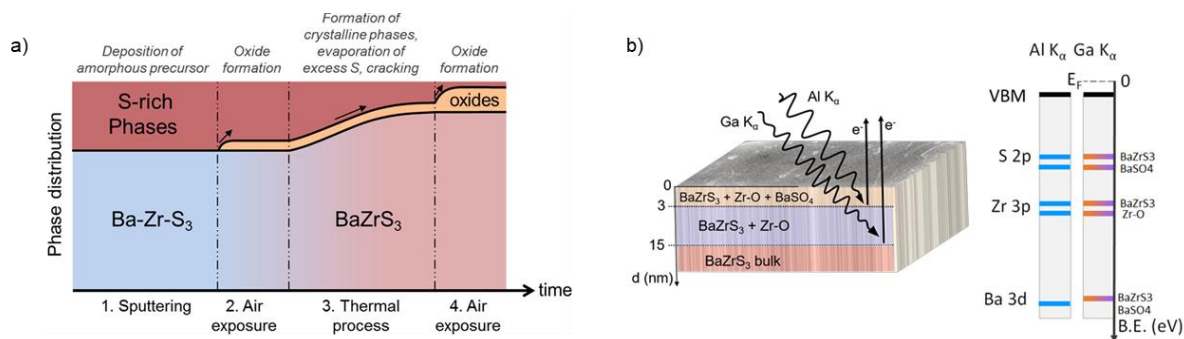 a)
Deposition of
amorphous precursor
Oxide
formation
Formation of
crystalline phases,
evaporation of
excess S, cracking
Oxide
formation
S-rich
Phases
oxides
Ba-Zr-S3
BaZrS3
Phase distribution
time
1. Sputtering
2. Air
exposure
3. Thermal
process
4. Air
exposure
b)
Al Kα
Ga Kα
e-
e-
0
3
15
d (nm)
BaZrS3 + Zr-O + BaSO4
BaZrS3 + Zr-O
BaZrS3 bulk
Al Kα Ga Kα
EF
0
VBM
S 2p
BaZrS3
BaSO4
Zr 3p
BaZrS3
Zr-O
Ba 3d
BaZrS3
BaSO4
B.E. (eV)